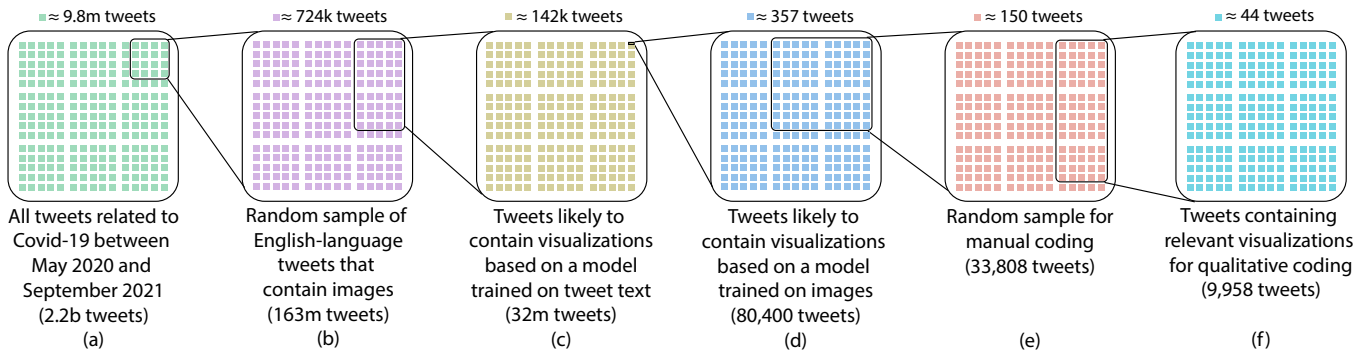 ≈ 9.8m tweets
≈ 724k tweets
≈ 142k tweets
≈ 357 tweets
≈ 150 tweets
≈ 44 tweets
All tweets related to
Covid-19 between
May 2020 and
September 2021
(2.2b tweets)
(a)
Random sample of
English-language
tweets that
contain images
(163m tweets)
(b)
Tweets likely to
contain visualizations
based on a model
trained on tweet text
(32m tweets)
(c)
Tweets likely to
contain visualizations
based on a model
trained on images
(80,400 tweets)
(d)
Random sample for
manual coding
(33,808 tweets)
(e)
Tweets containing
relevant visualizations
for qualitative coding
(9,958 tweets)
(f)